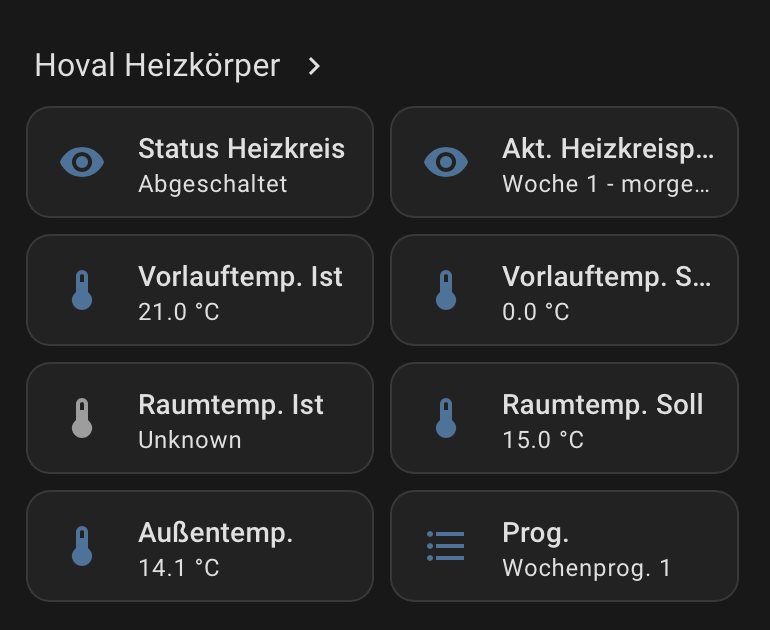 Hoval Heizkörper
Status Heizkreis
Abgeschaltet
Akt. Heizkreisp...
Woche 1 - morge...
Vorlauftemp. Ist
21.0 °C
Vorlauftemp. S...
0.0 °C
Raumtemp. Ist
Unknown
Raumtemp. Soll
15.0 °C
Außentemp.
14.1 °C
Prog.
Wochenprog. 1